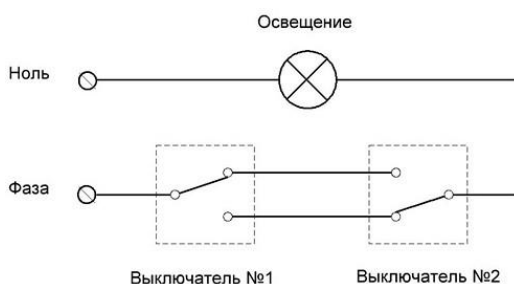 Освещение
Ноль
Фаза
Выключатель №1
Выключатель №2